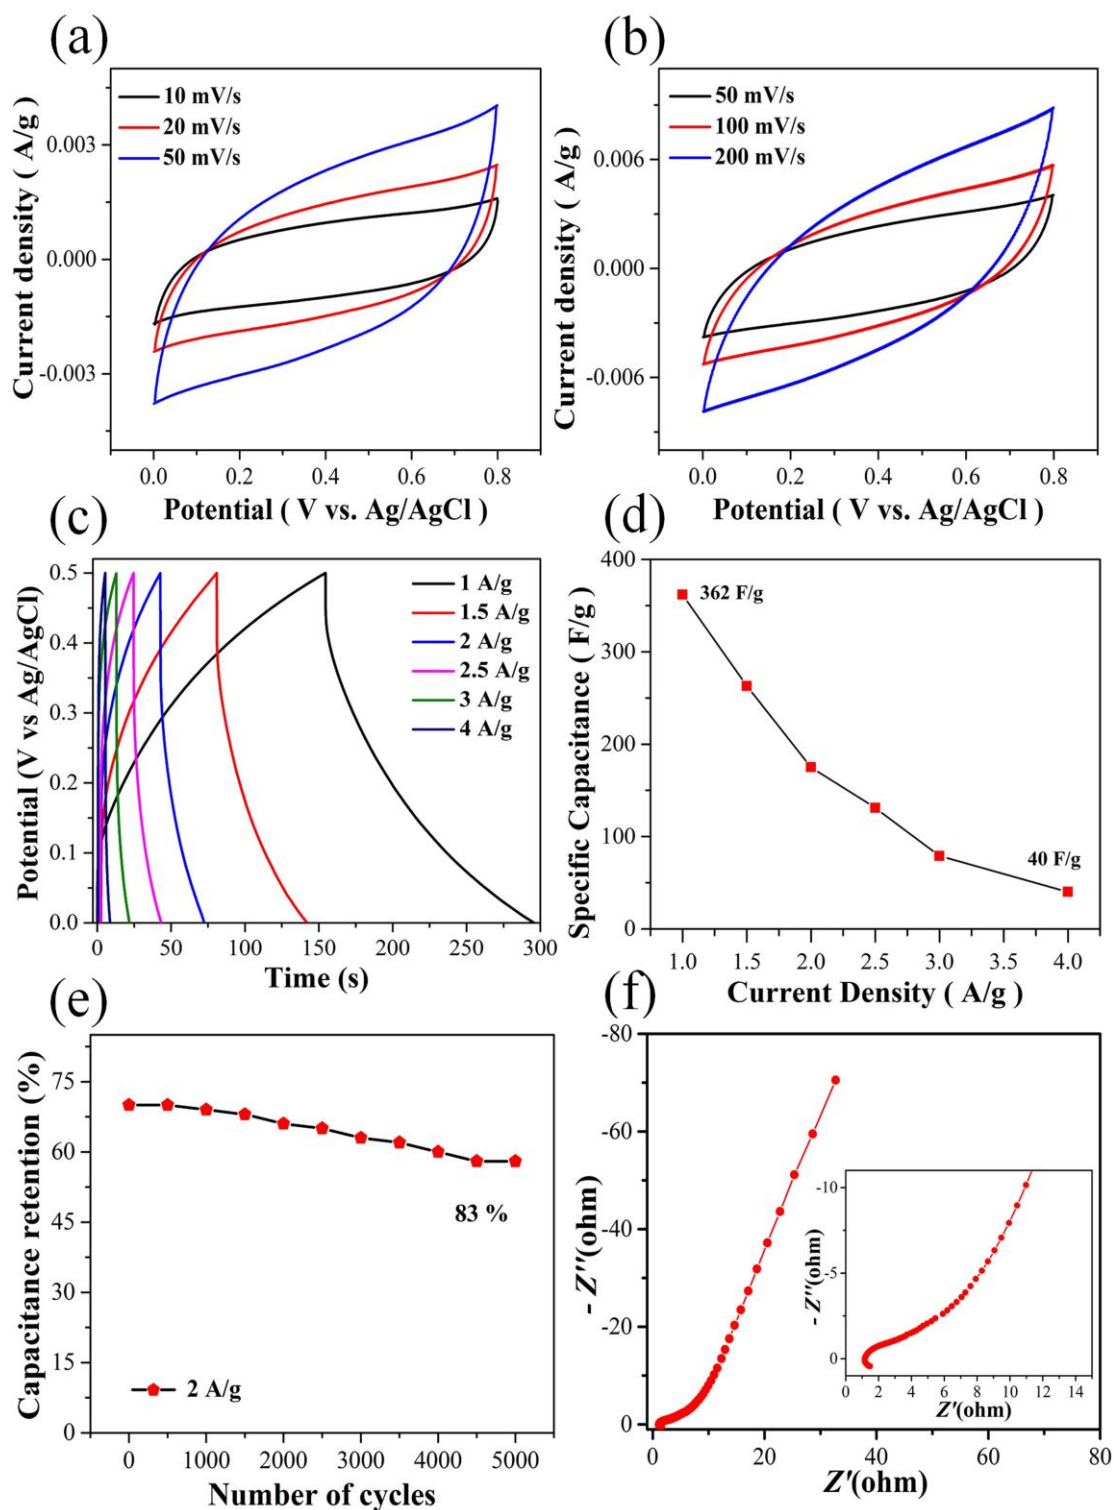 (a)
10 mV/s
20 mV/s
50 mV/s
0.003
0.000
-0.003
Current density ( A/g )
0.0 0.2 0.4 0.6 0.8
Potential ( V vs. Ag/AgCl )
(b)
50 mV/s
100 mV/s
200 mV/s
0.006
0.000
-0.006
Current density ( A/g )
0.0 0.2 0.4 0.6 0.8
Potential ( V vs. Ag/AgCl )
(c)
1 A/g
1.5 A/g
2 A/g
2.5 A/g
3 A/g
4 A/g
0.5
0.4
0.3
0.2
0.1
0.0
Potential (V vs Ag/AgCl)
0 50 100 150 200 250 300
Time (s)
(d)
400
300
200
100
0
Specific Capacitance ( F/g )
362 F/g
40 F/g
1.0 1.5 2.0 2.5 3.0 3.5 4.0
Current Density ( A/g )
(e)
75
60
45
30
15
0
Capacitance retention (%)
83 %
2 A/g
0 1000 2000 3000 4000 5000
Number of cycles
(f)
-80
-60
-40
-20
0
- Z''(ohm)
0 20 40 60 80
Z'(ohm)
-10
-5
0
- Z''(ohm)
0 2 4 6 8 10 12 14
Z'(ohm)